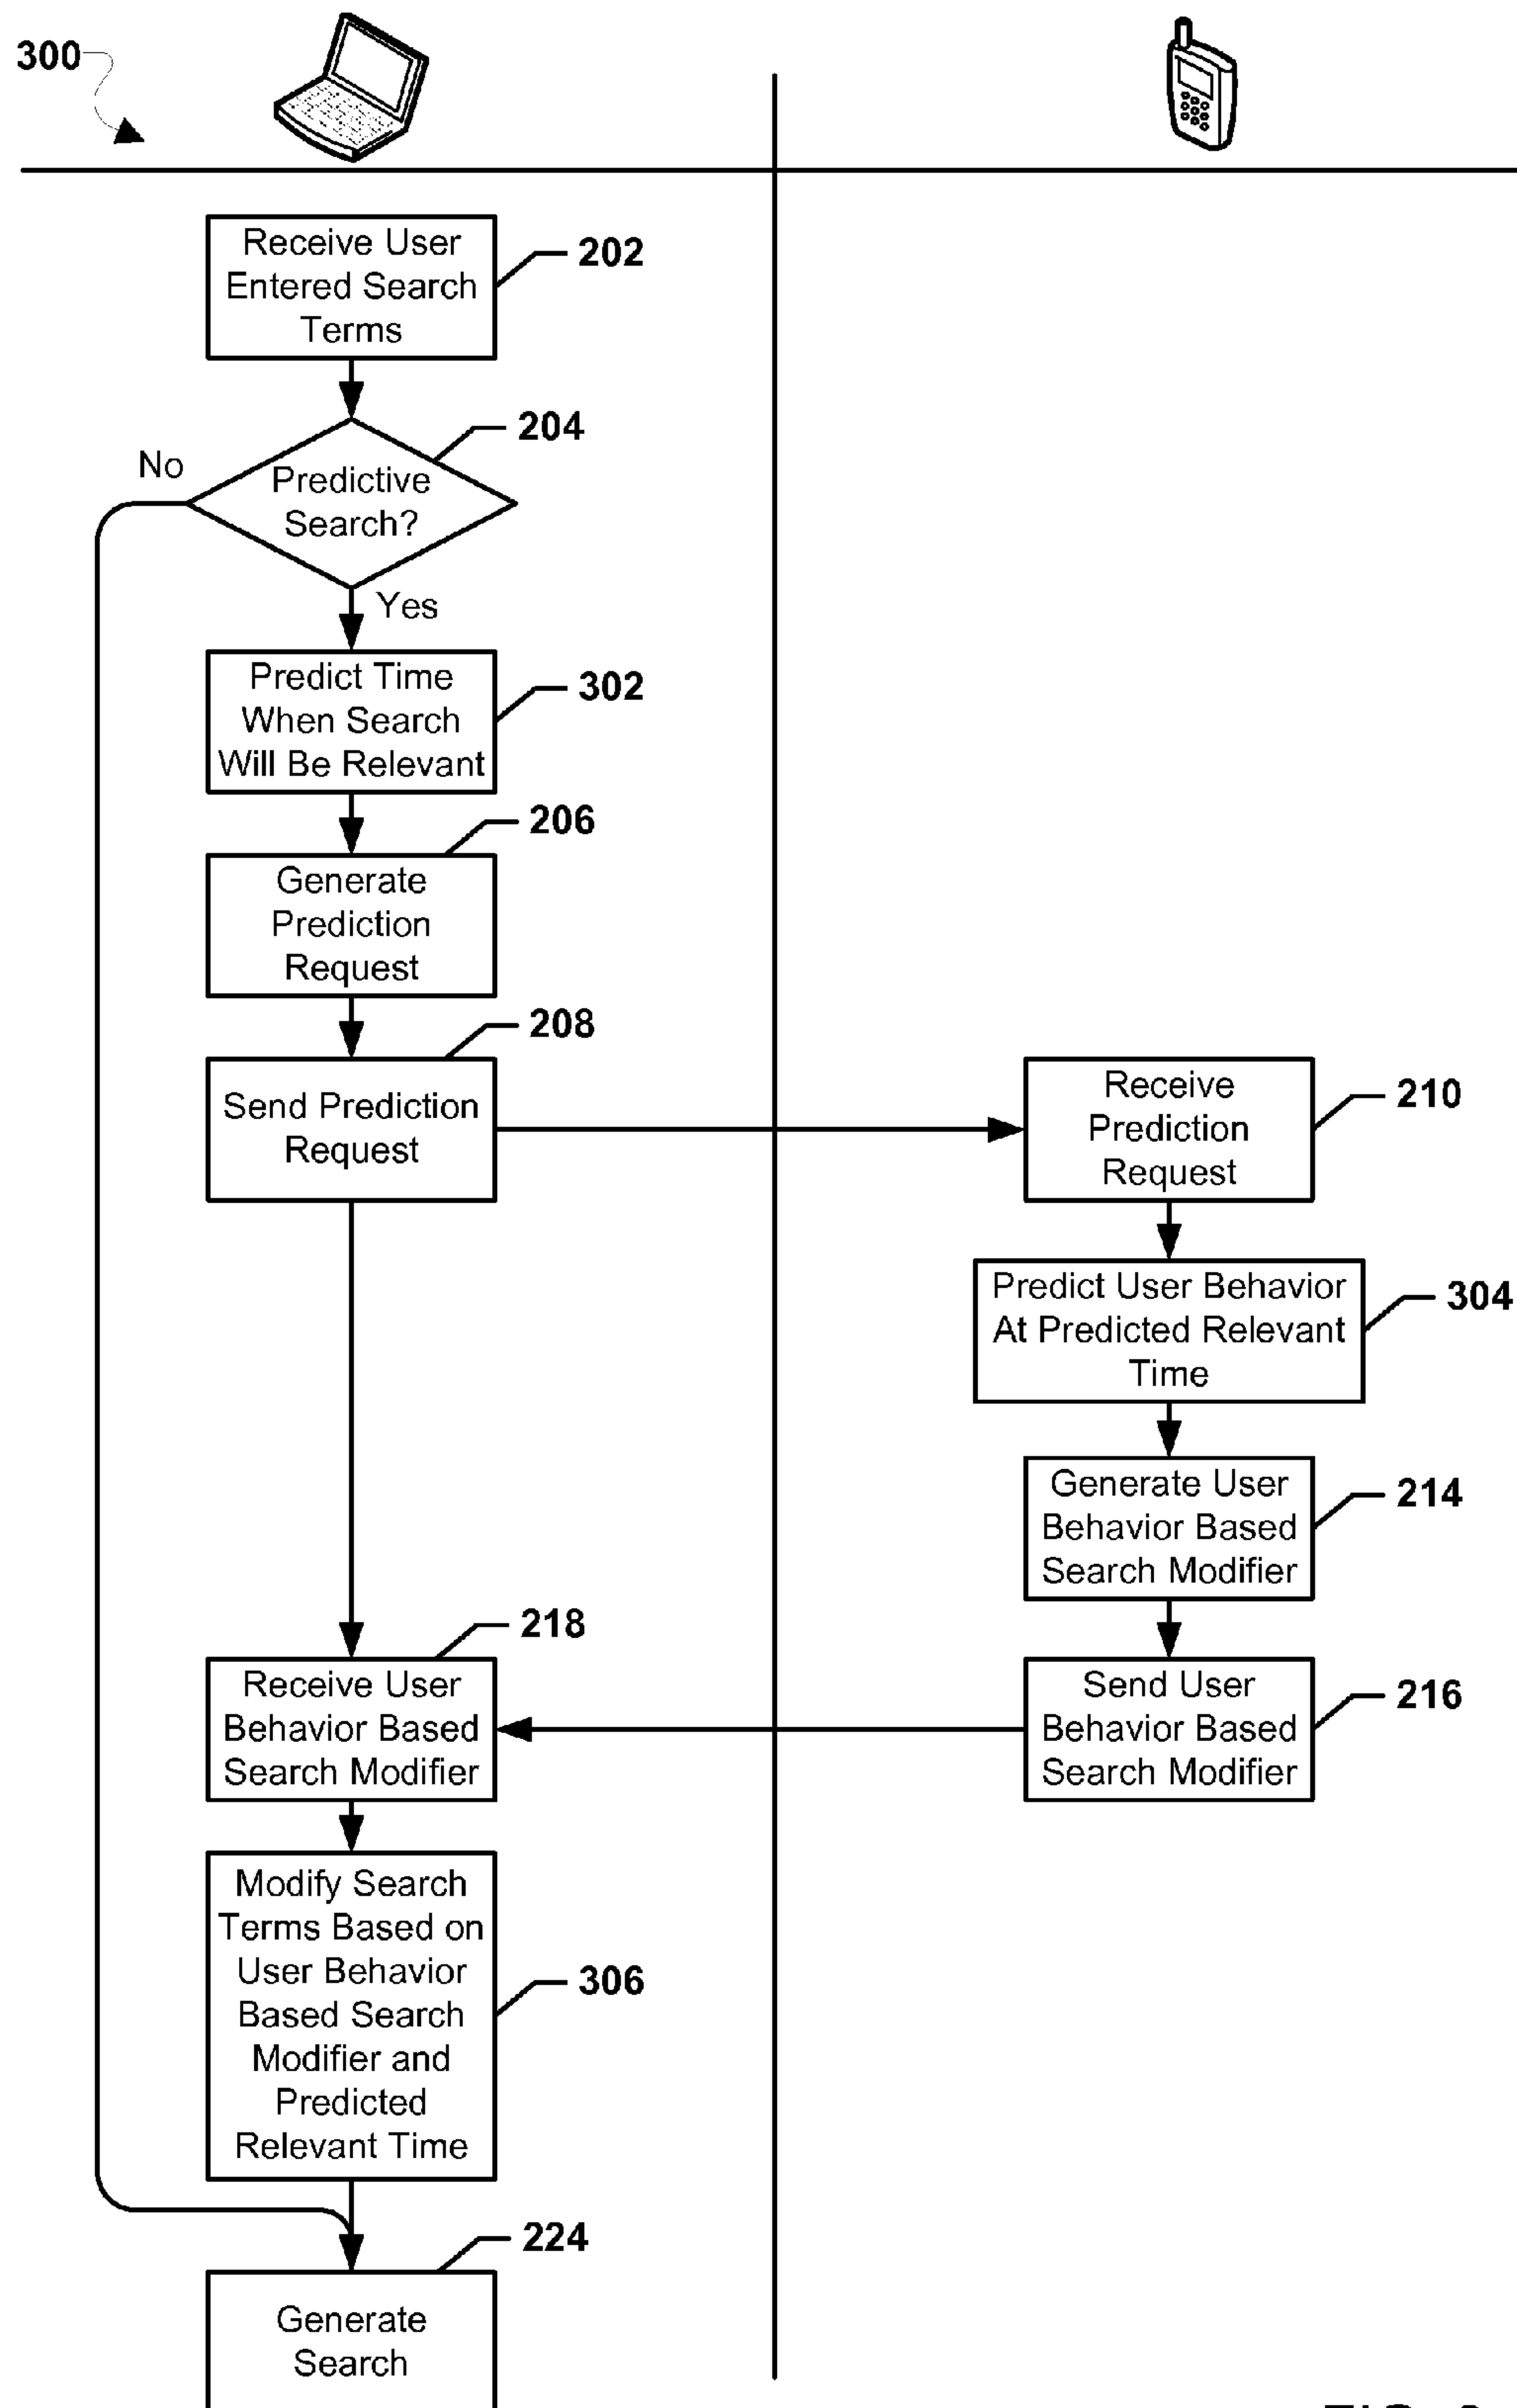 300
Receive User
Entered Search
Terms
202
204
No
Predictive
Search?
Yes
Predict Time
When Search
Will Be Relevant
302
206
Generate
Prediction
Request
208
Send Prediction
Request
Receive
Prediction
Request
210
Predict User Behavior
At Predicted Relevant
Time
304
Generate User
Behavior Based
Search Modifier
214
218
Receive User
Behavior Based
Search Modifier
Send User
Behavior Based
Search Modifier
216
Modify Search
Terms Based on
User Behavior
Based Search
Modifier and
Predicted
Relevant Time
306
224
Generate
Search